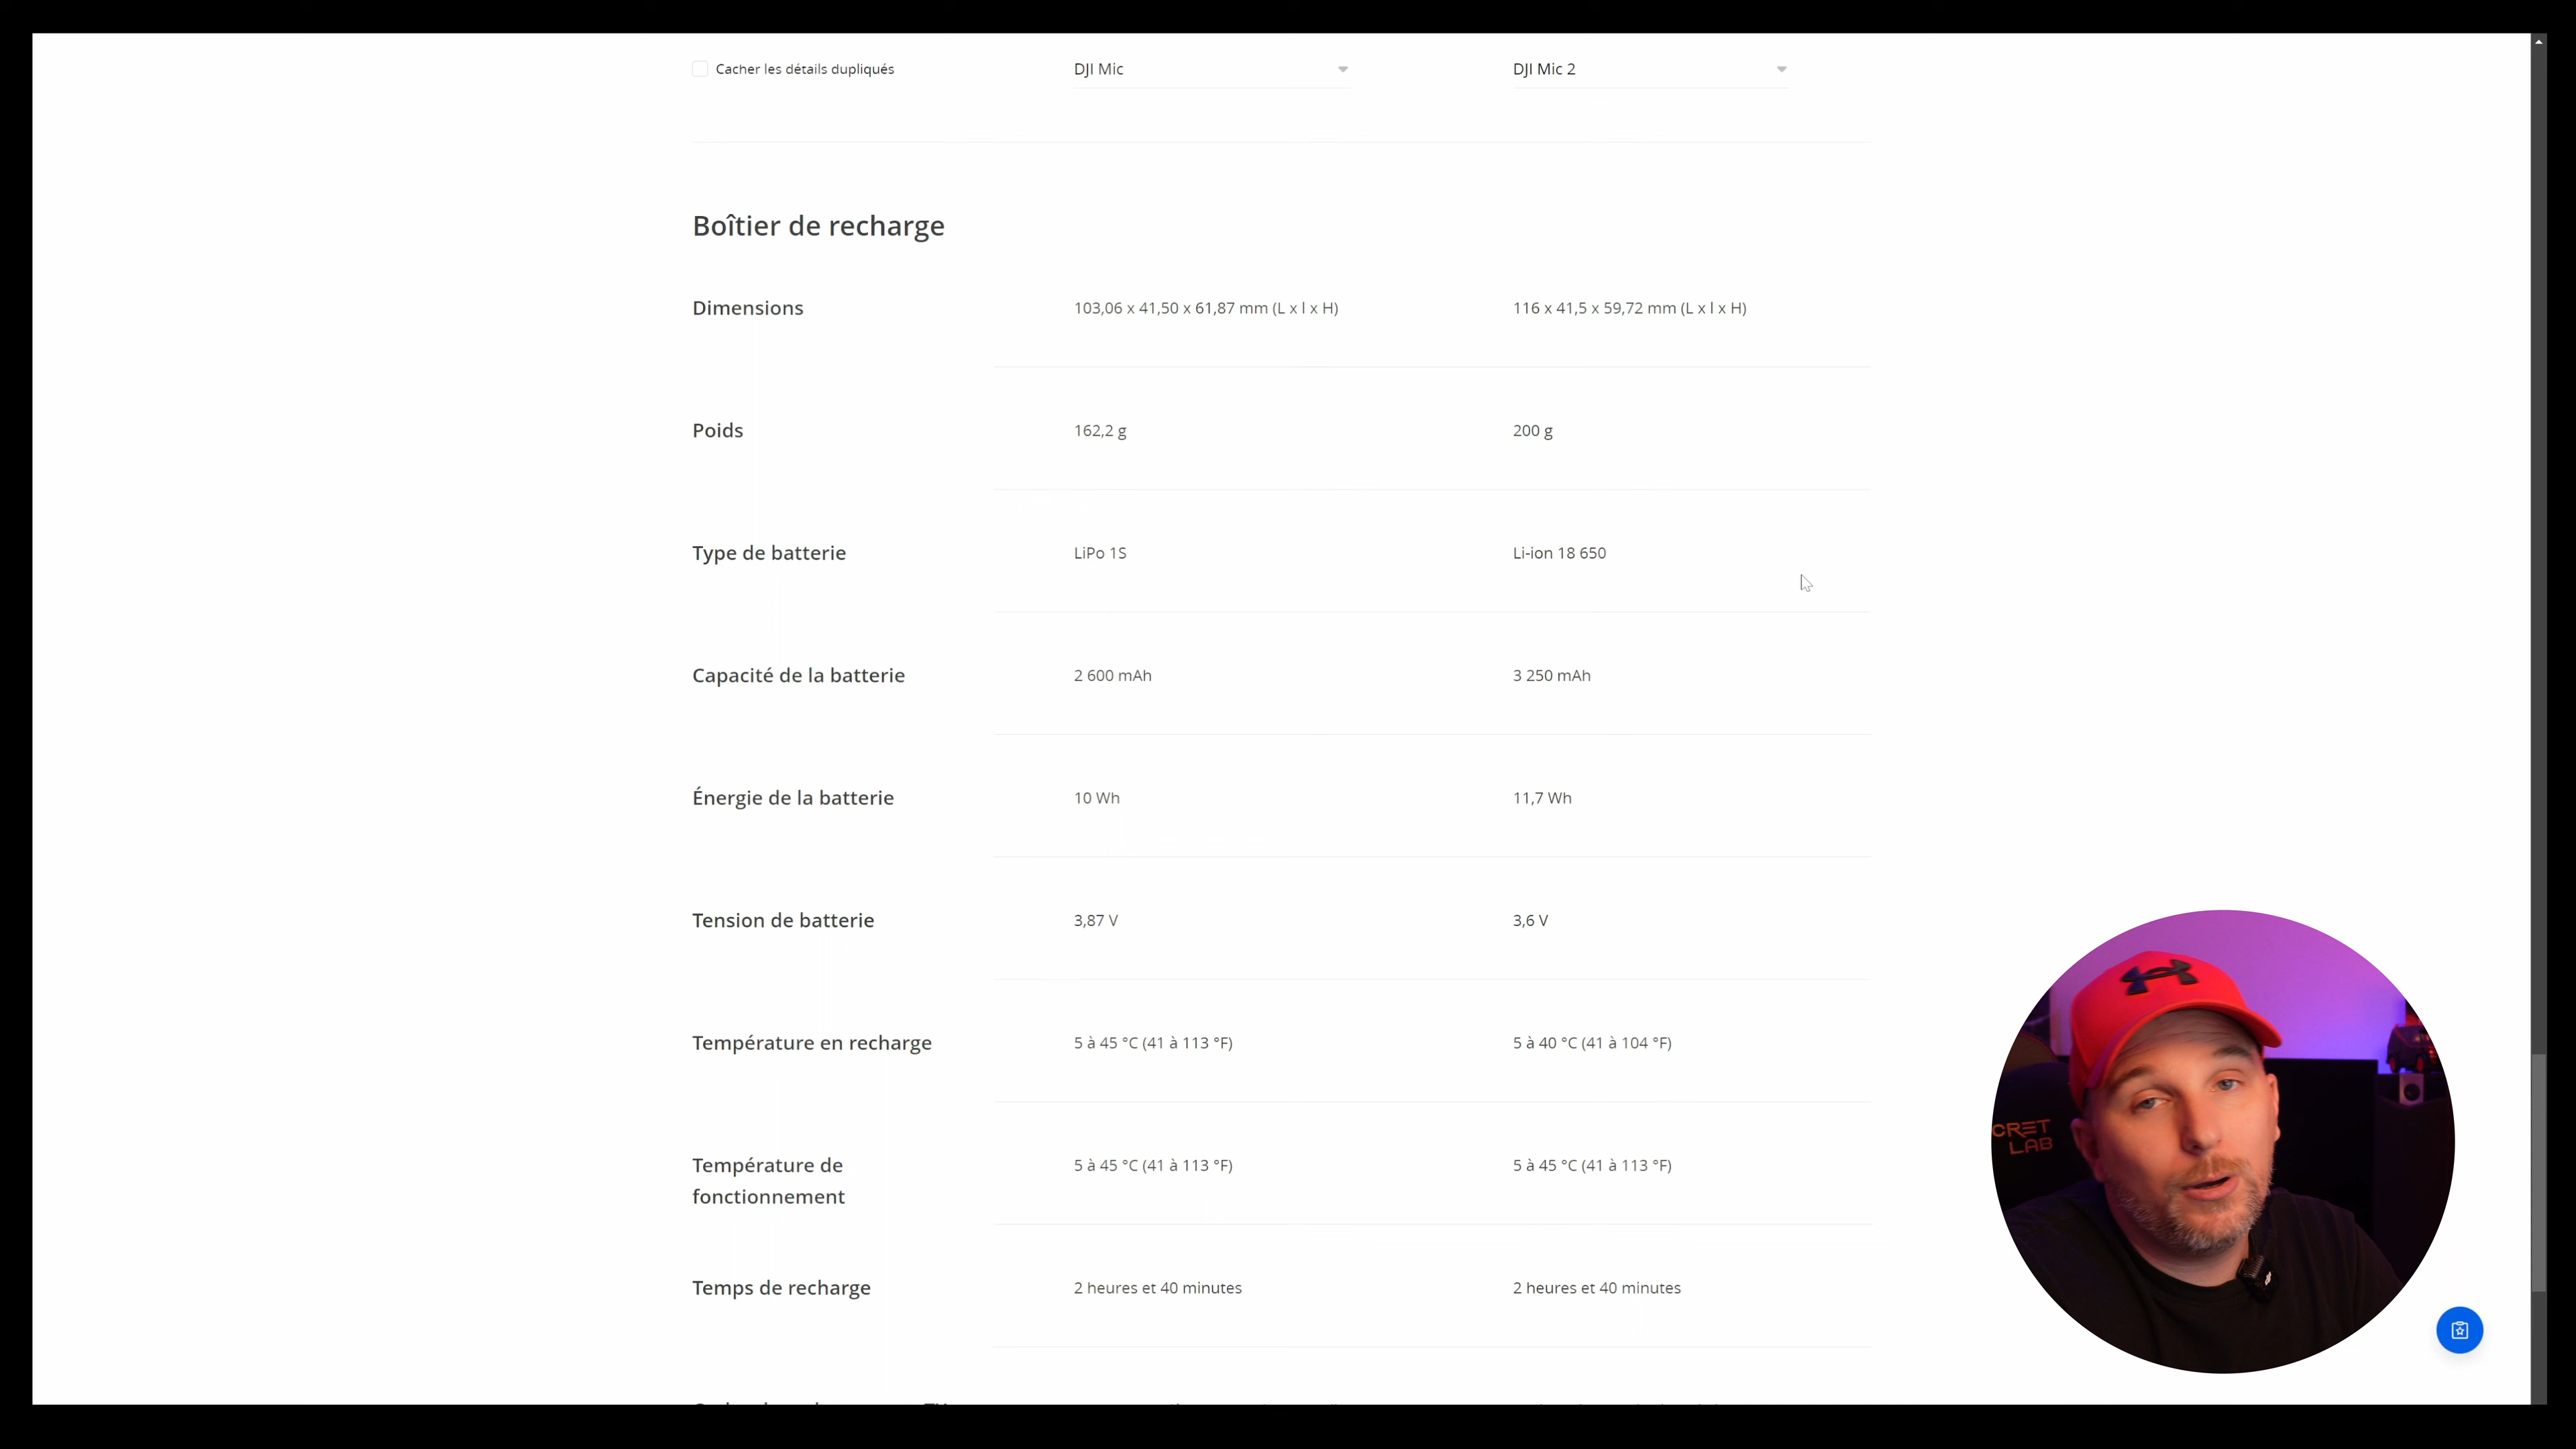 Cacher les détails dupliqués DJI Mic DJI Mic 2
Boîtier de recharge
Dimensions 103,06 x 41,50 x 61,87 mm (L x l x H) 116 x 41,5 x 59,72 mm (L x l x H)
Poids 162,2 g 200 g
Type de batterie LiPo 1S Li-ion 18 650
Capacité de la batterie 2 600 mAh 3 250 mAh
Énergie de la batterie 10 Wh 11,7 Wh
Tension de batterie 3,87 V 3,6 V
Température en recharge 5 à 45 °C (41 à 113 °F) 5 à 40 °C (41 à 104 °F)
Température de 5 à 45 °C (41 à 113 °F) 5 à 45 °C (41 à 113 °F)
fonctionnement
CRET
LAB
Temps de recharge 2 heures et 40 minutes 2 heures et 40 minutes